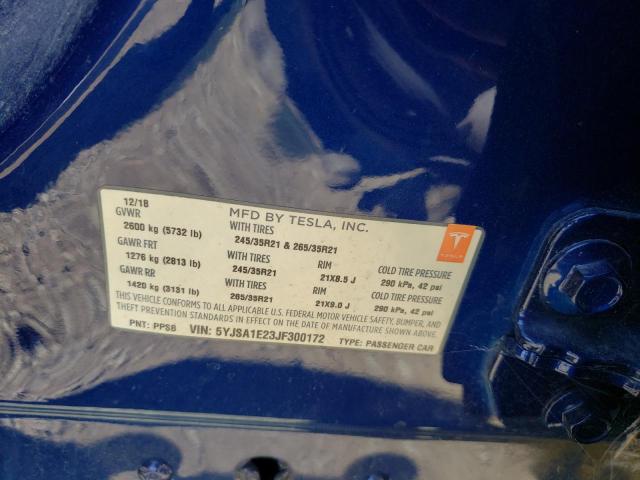 12/18
MFD BY TESLA, INC.
GVWR
2600 kg (5732 lb)
WITH TIRES
245/35R21 & 265/35R21
GAWR FRT
1276 kg (2813 lb)
WITH TIRES
245/35R21
RIM
21X8.5 J
COLD TIRE PRESSURE
290 kPa, 42 psi
GAWR RR
1420 kg (3131 lb)
WITH TIRES
265/35R21
RIM
21X9.0 J
COLD TIRE PRESSURE
290 kPa, 42 psi
THIS VEHICLE CONFORMS TO ALL APPLICABLE U.S. FEDERAL MOTOR VEHICLE SAFETY, BUMPER, AND
THEFT PREVENTION STANDARDS IN EFFECT ON THE DATE OF MANUFACTURE SHOWN ABOVE.
PNT: PPSB VIN: 5YJSA1E23JF300172 TYPE: PASSENGER CAR
TESLA